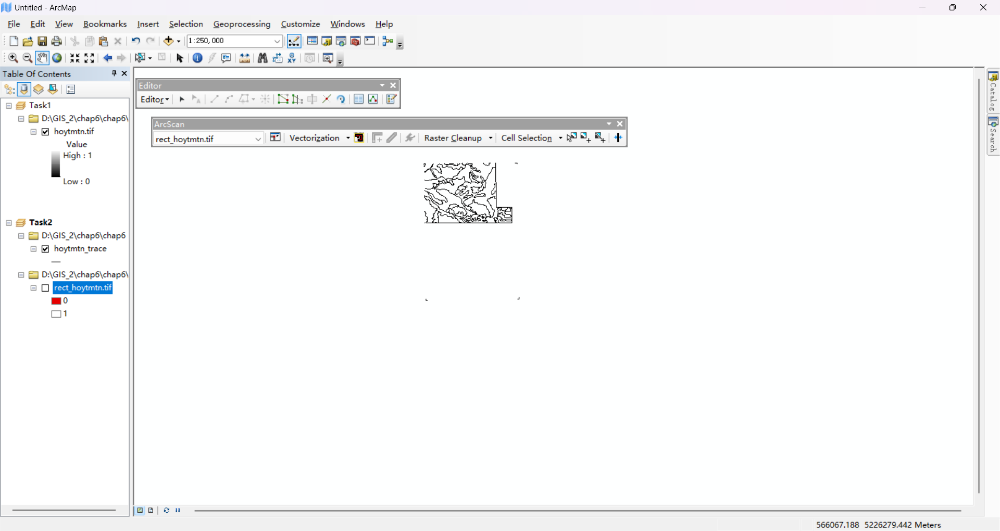 Untitled - ArcMap
File Edit View Bookmarks Insert Selection Geoprocessing Customize Windows Help
1:250,000
XY
Table Of Contents
Task1
D:\GIS_2\chap6\chap6\
hoytmtn.tif
Value
High : 1
Low : 0
Task2
D:\GIS_2\chap6\chap6
hoytmtn_trace
D:\GIS_2\chap6\chap6\
rect_hoytmtn.tif
0
1
Editor
Editor
ArcScan
rect_hoytmtn.tif Vectorization Raster Cleanup Cell Selection
Catalog
Search
566067.188 5226279.442 Meters